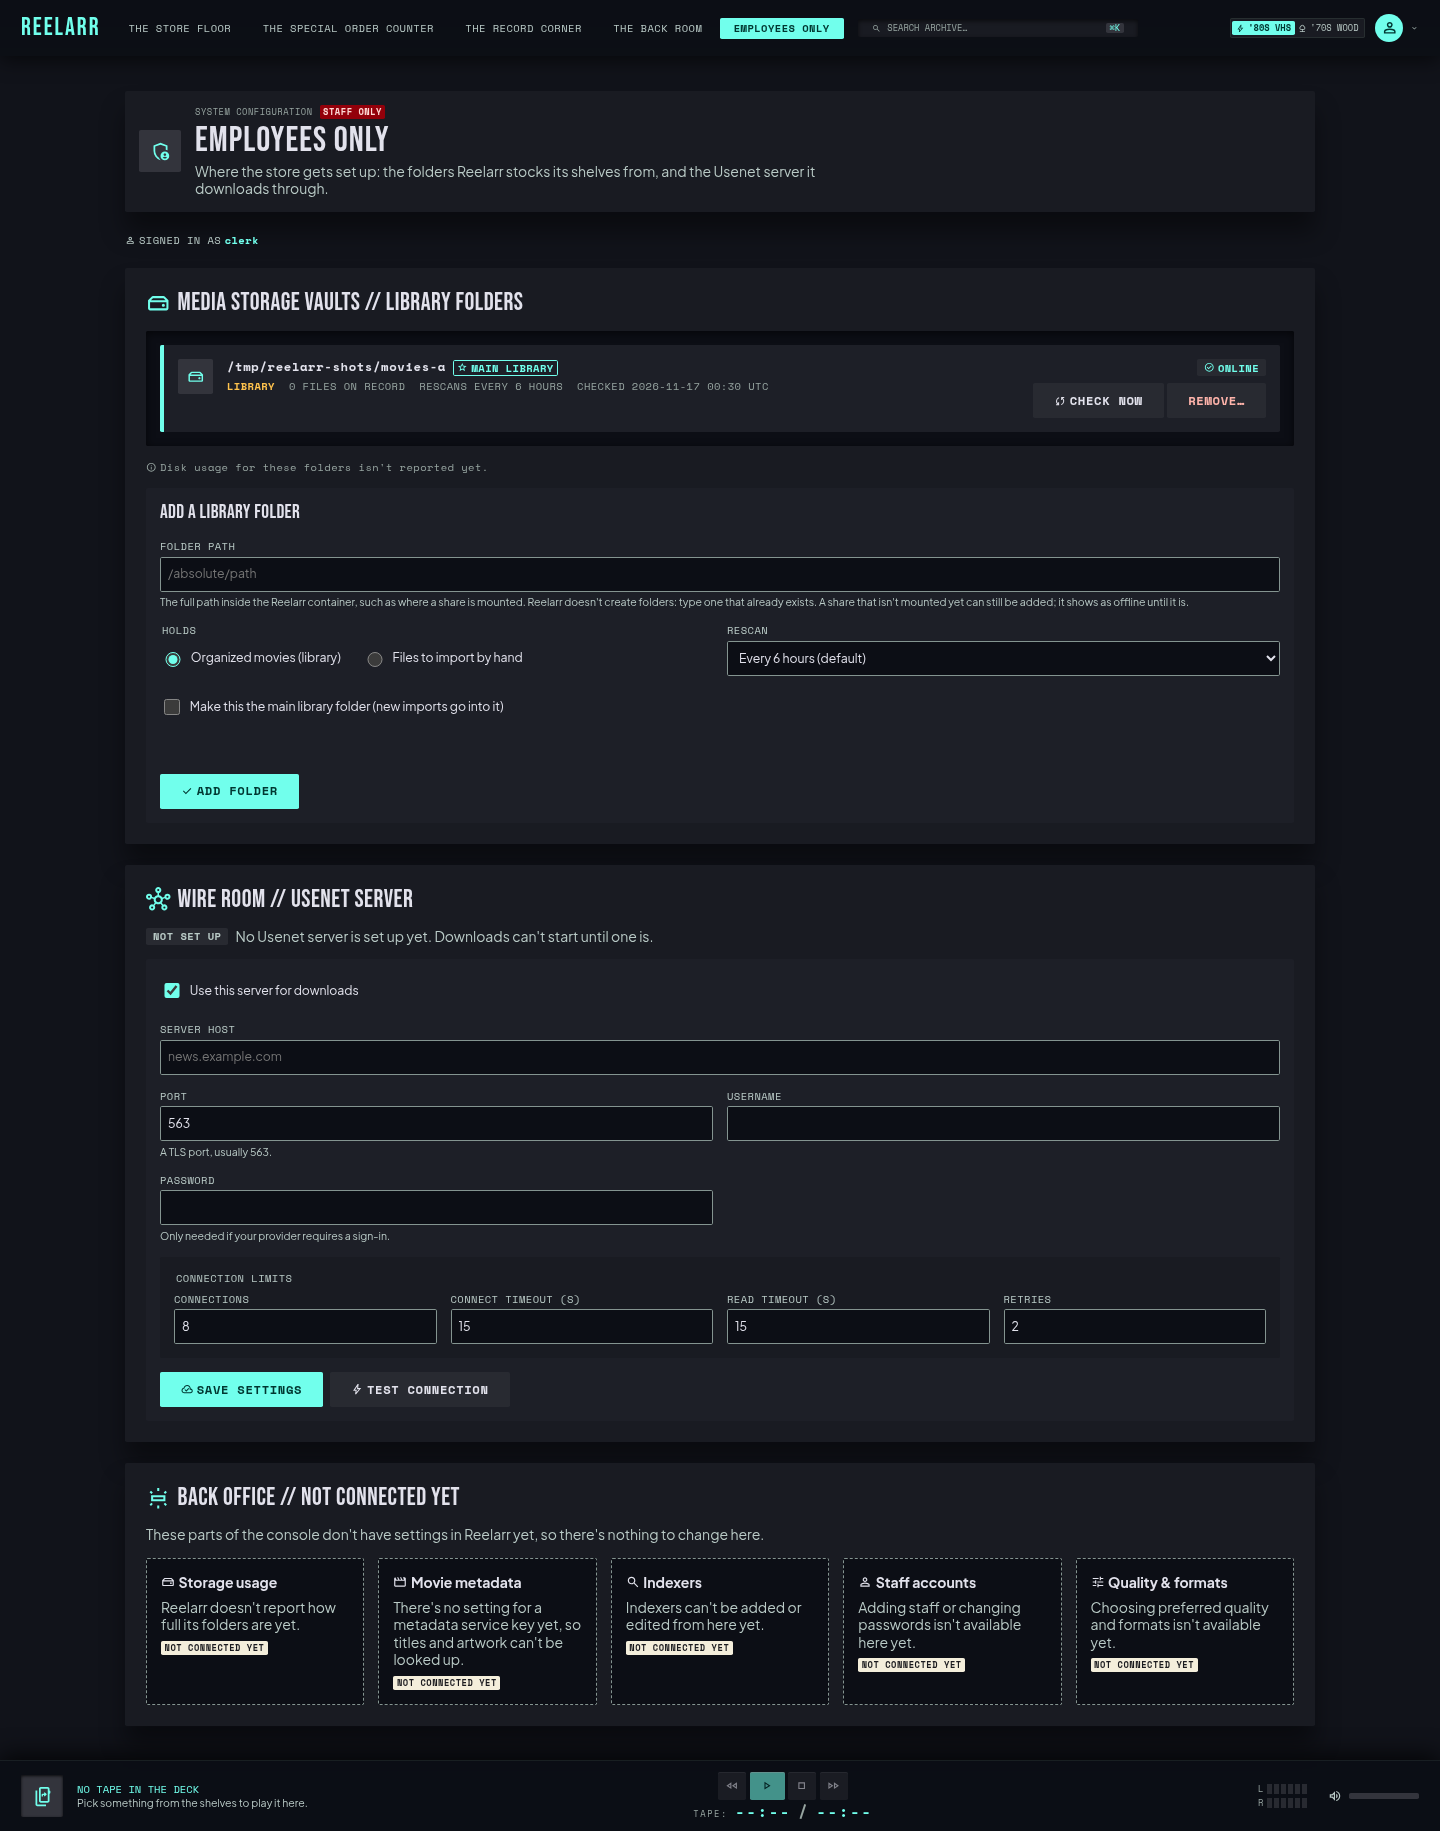 REELARR
THE STORE FLOOR
THE SPECIAL ORDER COUNTER
THE RECORD CORNER
THE BACK ROOM
EMPLOYEES ONLY
SEARCH ARCHIVE…
⌘K
'80S VHS
'70S WOOD
SYSTEM CONFIGURATION STAFF ONLY
EMPLOYEES ONLY
Where the store gets set up: the folders Reelarr stocks its shelves from, and the Usenet server it
downloads through.
SIGNED IN AS clerk
MEDIA STORAGE VAULTS // LIBRARY FOLDERS
/tmp/reelarr-shots/movies-a MAIN LIBRARY
LIBRARY 0 FILES ON RECORD RESCANS EVERY 6 HOURS CHECKED 2026-11-17 00:30 UTC
ONLINE
CHECK NOW
REMOVE…
Disk usage for these folders isn't reported yet.
ADD A LIBRARY FOLDER
FOLDER PATH
/absolute/path
The full path inside the Reelarr container, such as where a share is mounted. Reelarr doesn't create folders: type one that already exists. A share that isn't mounted yet can still be added; it shows as offline until it is.
HOLDS
Organized movies (library)
Files to import by hand
RESCAN
Every 6 hours (default)
Make this the main library folder (new imports go into it)
ADD FOLDER
WIRE ROOM // USENET SERVER
NOT SET UP No Usenet server is set up yet. Downloads can't start until one is.
Use this server for downloads
SERVER HOST
news.example.com
PORT
563
A TLS port, usually 563.
USERNAME
PASSWORD
Only needed if your provider requires a sign-in.
CONNECTION LIMITS
CONNECTIONS
8
CONNECT TIMEOUT (S)
15
READ TIMEOUT (S)
15
RETRIES
2
SAVE SETTINGS
TEST CONNECTION
BACK OFFICE // NOT CONNECTED YET
These parts of the console don't have settings in Reelarr yet, so there's nothing to change here.
Storage usage
Reelarr doesn't report how
full its folders are yet.
NOT CONNECTED YET
Movie metadata
There's no setting for a
metadata service key yet, so
titles and artwork can't be
looked up.
NOT CONNECTED YET
Indexers
Indexers can't be added or
edited from here yet.
NOT CONNECTED YET
Staff accounts
Adding staff or changing
passwords isn't available
here yet.
NOT CONNECTED YET
Quality & formats
Choosing preferred quality
and formats isn't available
yet.
NOT CONNECTED YET
NO TAPE IN THE DECK
Pick something from the shelves to play it here.
TAPE: --:-- / --:--
L
R